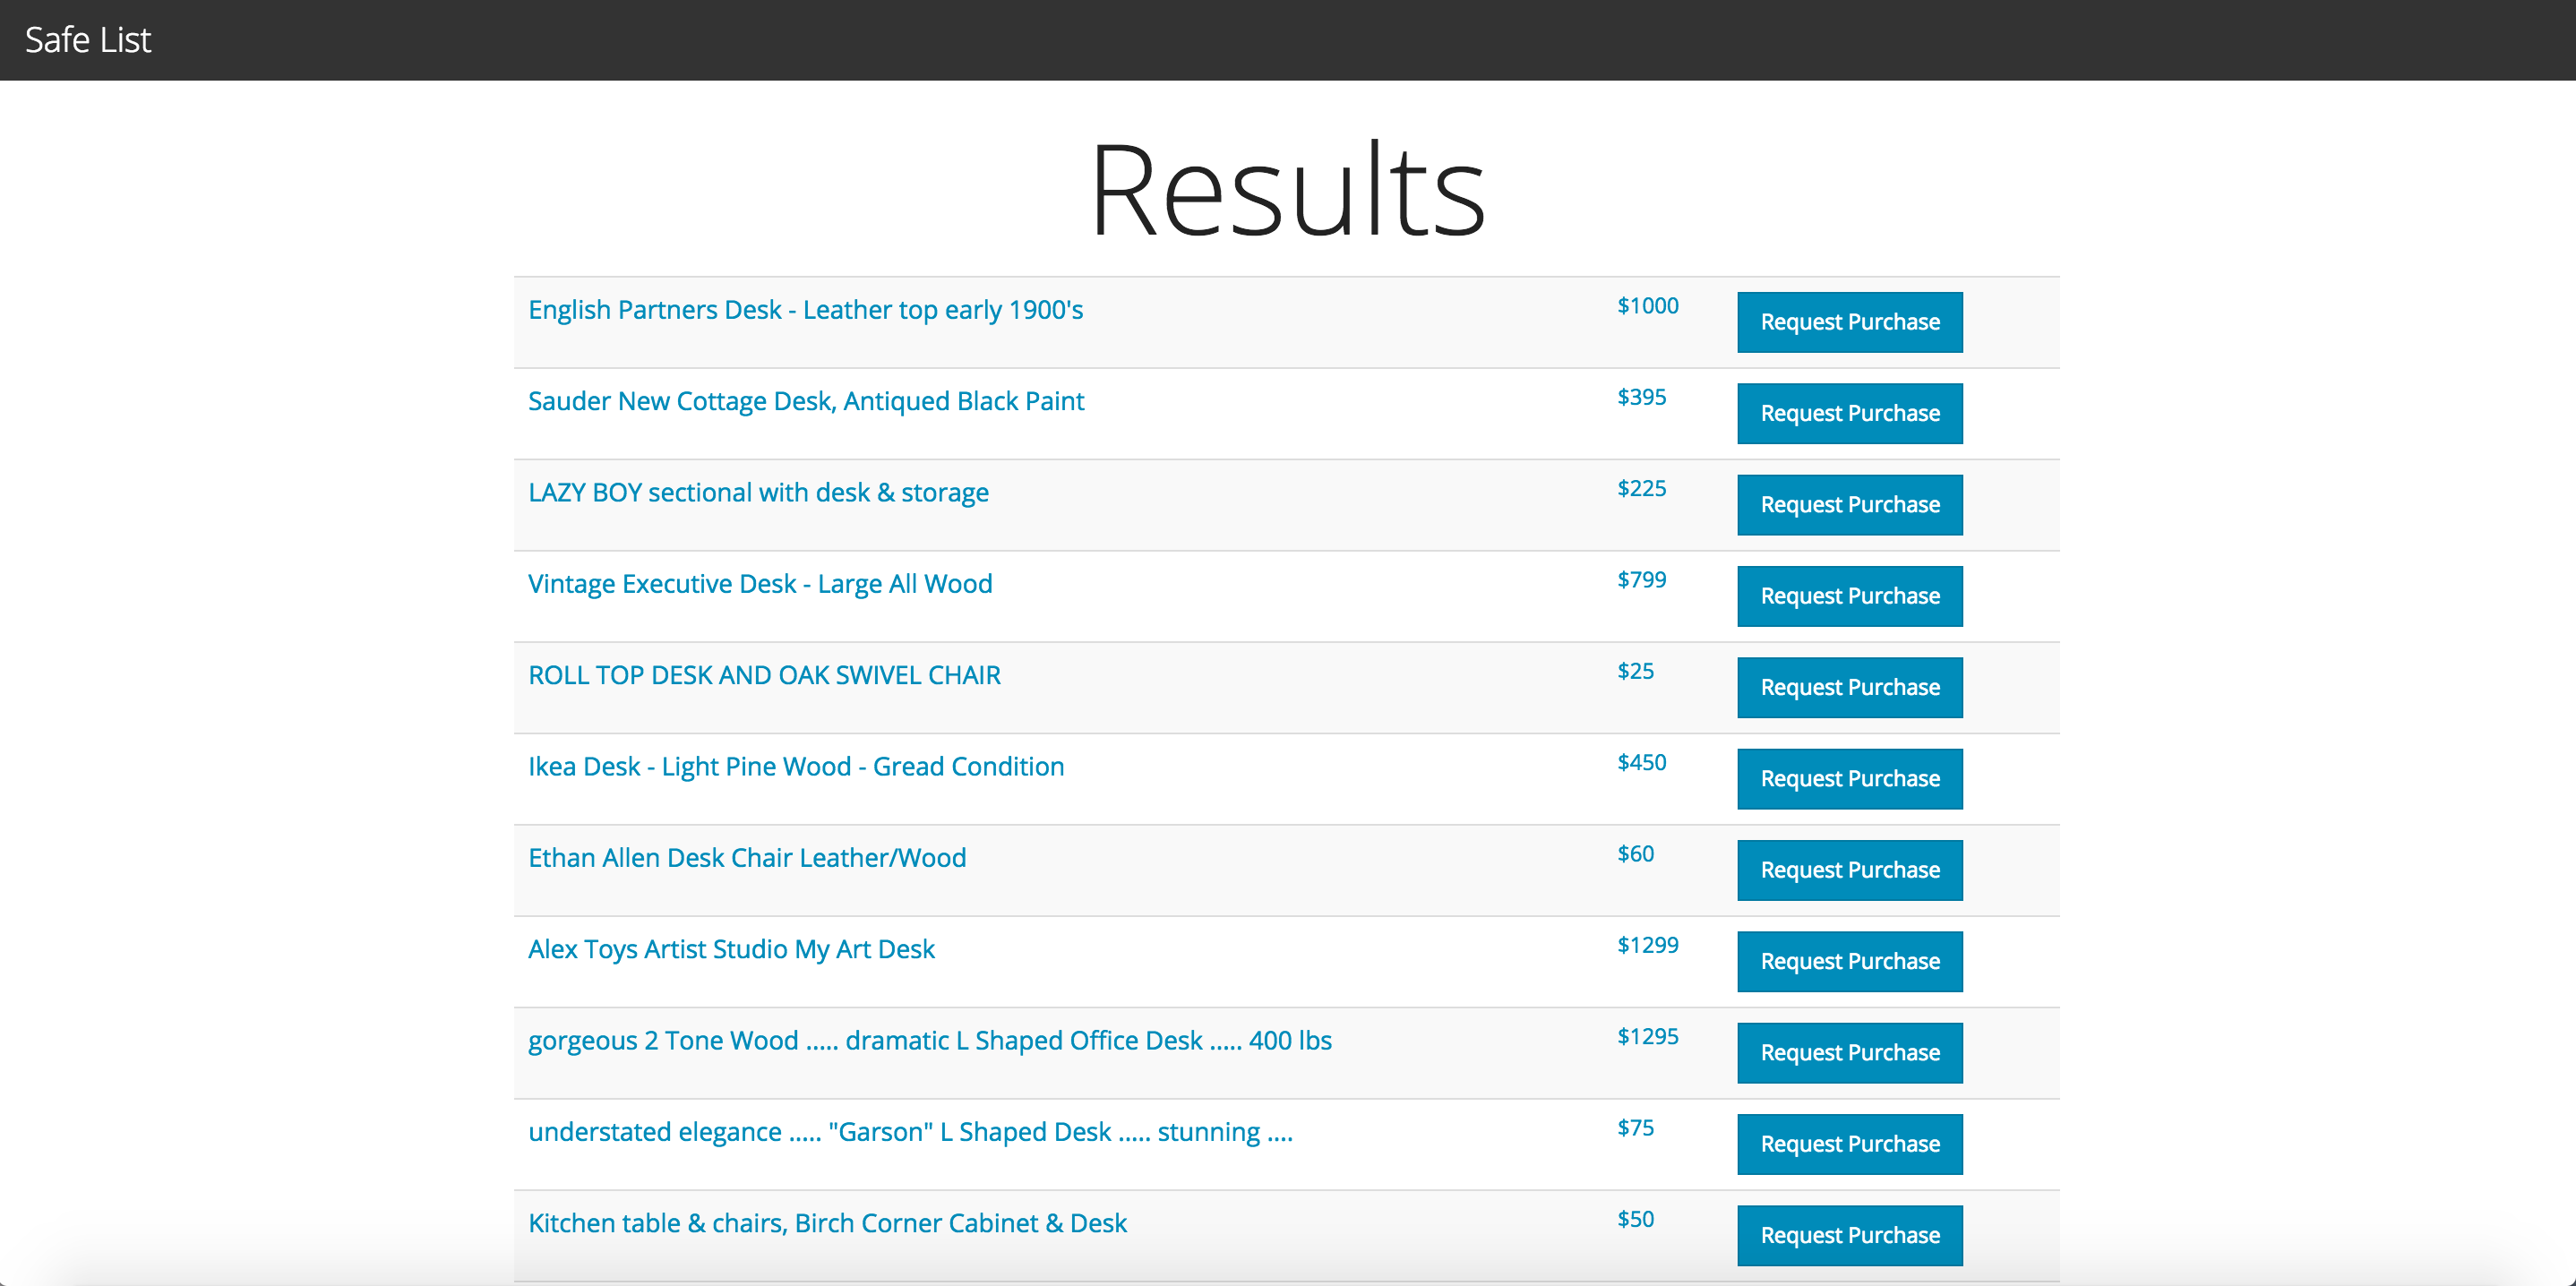 Safe List
Results
English Partners Desk - Leather top early 1900's $1000 Request Purchase
Sauder New Cottage Desk, Antiqued Black Paint $395 Request Purchase
LAZY BOY sectional with desk & storage $225 Request Purchase
Vintage Executive Desk - Large All Wood $799 Request Purchase
ROLL TOP DESK AND OAK SWIVEL CHAIR $25 Request Purchase
Ikea Desk - Light Pine Wood - Gread Condition $450 Request Purchase
Ethan Allen Desk Chair Leather/Wood $60 Request Purchase
Alex Toys Artist Studio My Art Desk $1299 Request Purchase
gorgeous 2 Tone Wood ..... dramatic L Shaped Office Desk ..... 400 lbs $1295 Request Purchase
understated elegance ..... "Garson" L Shaped Desk ..... stunning .... $75 Request Purchase
Kitchen table & chairs, Birch Corner Cabinet & Desk $50 Request Purchase